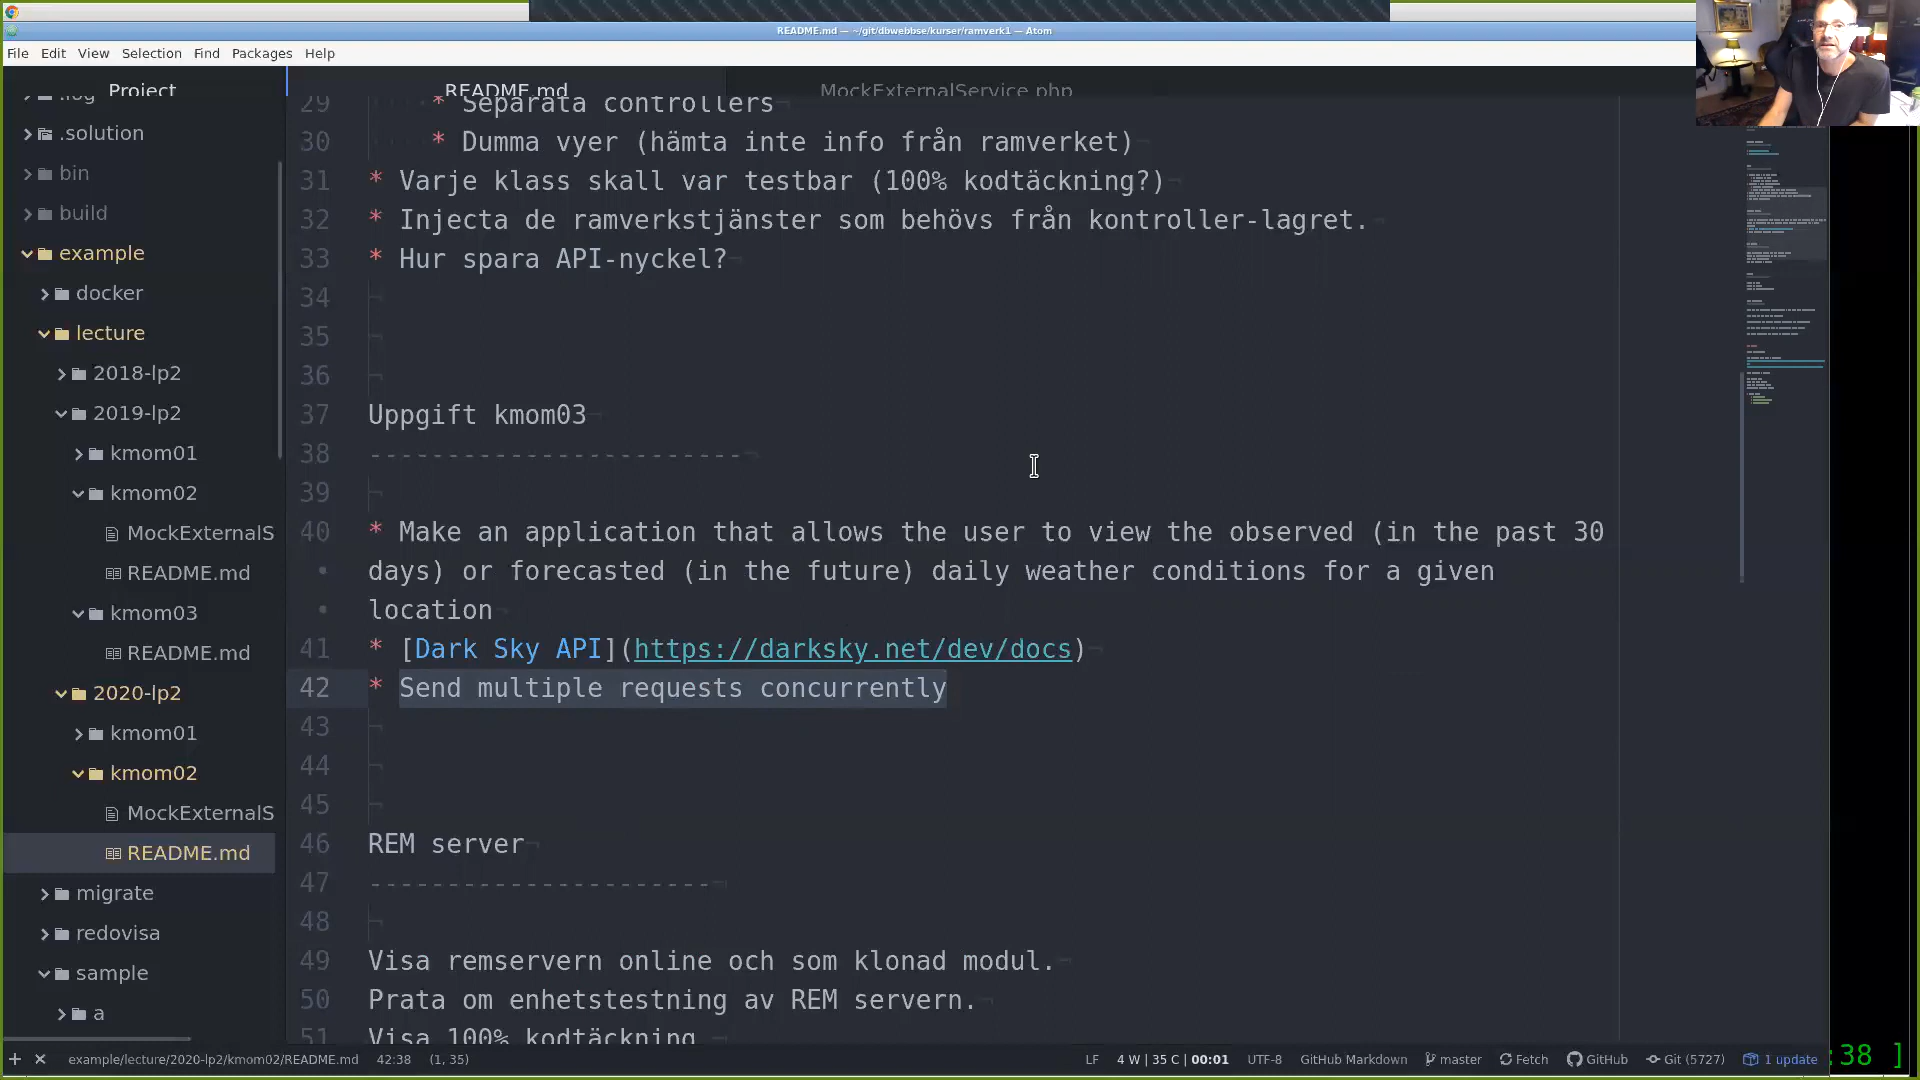 README.md — ~/git/dbwebbse/kurser/ramverk1 — Atom
File Edit View Selection Find Packages Help
Project
README.md
MockExternalService.php
.solution
bin
build
example
docker
lecture
2018-lp2
2019-lp2
kmom01
kmom02
MockExternalS
README.md
kmom03
README.md
2020-lp2
kmom01
kmom02
MockExternalS
README.md
migrate
redovisa
sample
a
29 * Separata controllers
30 * Dumma vyer (hämta inte info från ramverket)
31 * Varje klass skall var testbar (100% kodtäckning?)
32 * Injecta de ramverkstjänster som behövs från kontroller-lagret.
33 * Hur spara API-nyckel?
34
35
36
37 Uppgift kmom03
38 ------------------------
39
40 * Make an application that allows the user to view the observed (in the past 30
days) or forecasted (in the future) daily weather conditions for a given
location
41 * [Dark Sky API](https://darksky.net/dev/docs)
42 * Send multiple requests concurrently
43
44
45
46 REM server
47 ----------------------
48
49 Visa remservern online och som klonad modul.
50 Prata om enhetstestning av REM servern.
51 Visa 100% kodtäckning
+ × example/lecture/2020-lp2/kmom02/README.md 42:38 (1, 35) LF 4 W | 35 C | 00:01 UTF-8 GitHub Markdown master Fetch GitHub Git (5727) 1 update
:38 ]